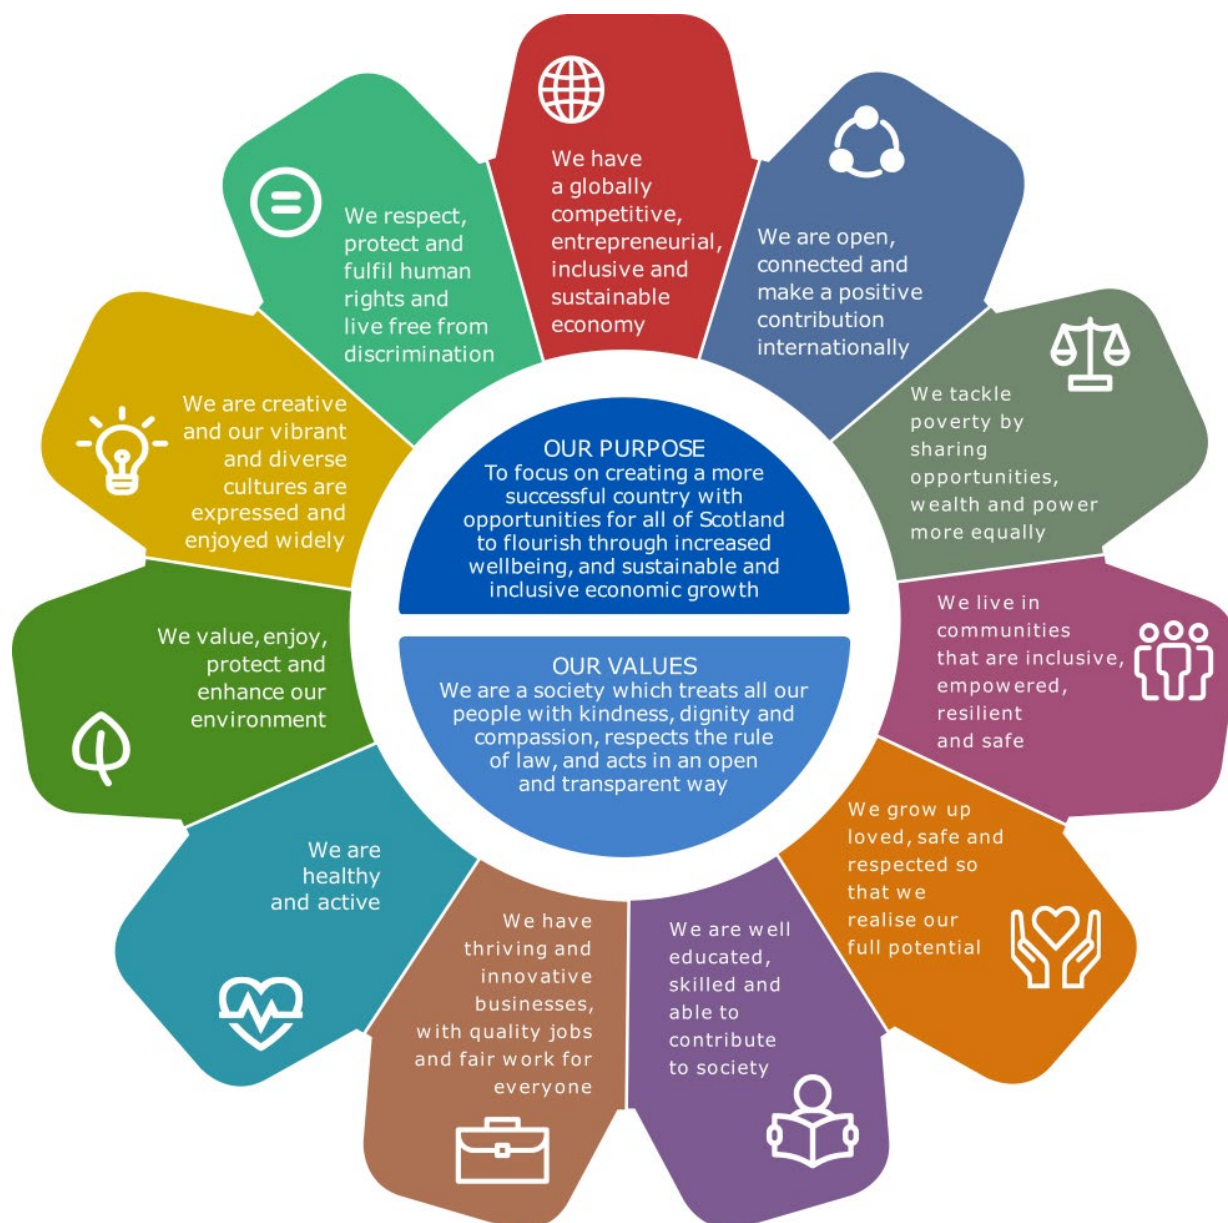 We have
a globally
competitive,
entrepreneurial,
inclusive and
sustainable
economy
We are open,
connected and
make a positive
contribution
internationally
We tackle
poverty by
sharing
opportunities,
wealth and power
more equally
We live in
communities
that are inclusive,
empowered,
resilient
and safe
We grow up
loved, safe and
respected so
that we
realise our
full potential
We are well
educated,
skilled and
able to
contribute
to society
We have
thriving and
innovative
businesses,
with quality jobs
and fair work for
everyone
We are
healthy
and active
We value, enjoy,
protect and
enhance our
environment
We are creative
and our vibrant
and diverse
cultures are
expressed and
enjoyed widely
We respect,
protect and
fulfil human
rights and
live free from
discrimination
OUR PURPOSE
To focus on creating a more
successful country with
opportunities for all of Scotland
to flourish through increased
wellbeing, and sustainable and
inclusive economic growth
OUR VALUES
We are a society which treats all our
people with kindness, dignity and
compassion, respects the rule
of law, and acts in an open
and transparent way